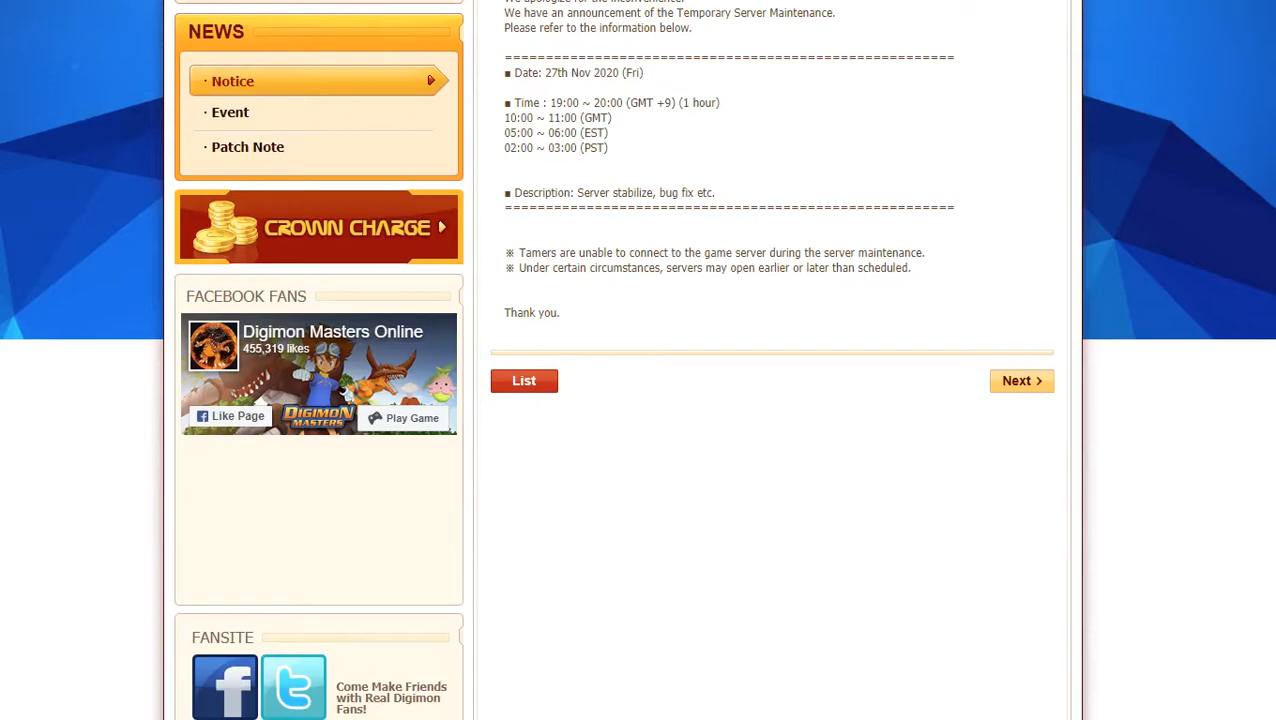 NEWS
· Notice
· Event
· Patch Note
CROWN CHARGE
FACEBOOK FANS
Digimon Masters Online
455,319 likes
Like Page
DIGIMON
MASTERS
Play Game
FANSITE
Come Make Friends
with Real Digimon
Fans!
We apologize for the inconvenience.
We have an announcement of the Temporary Server Maintenance.
Please refer to the information below.
=======================================================
■ Date: 27th Nov 2020 (Fri)
■ Time : 19:00 ~ 20:00 (GMT +9) (1 hour)
10:00 ~ 11:00 (GMT)
05:00 ~ 06:00 (EST)
02:00 ~ 03:00 (PST)
■ Description: Server stabilize, bug fix etc.
=======================================================
※ Tamers are unable to connect to the game server during the server maintenance.
※ Under certain circumstances, servers may open earlier or later than scheduled.
Thank you.
List
Next >